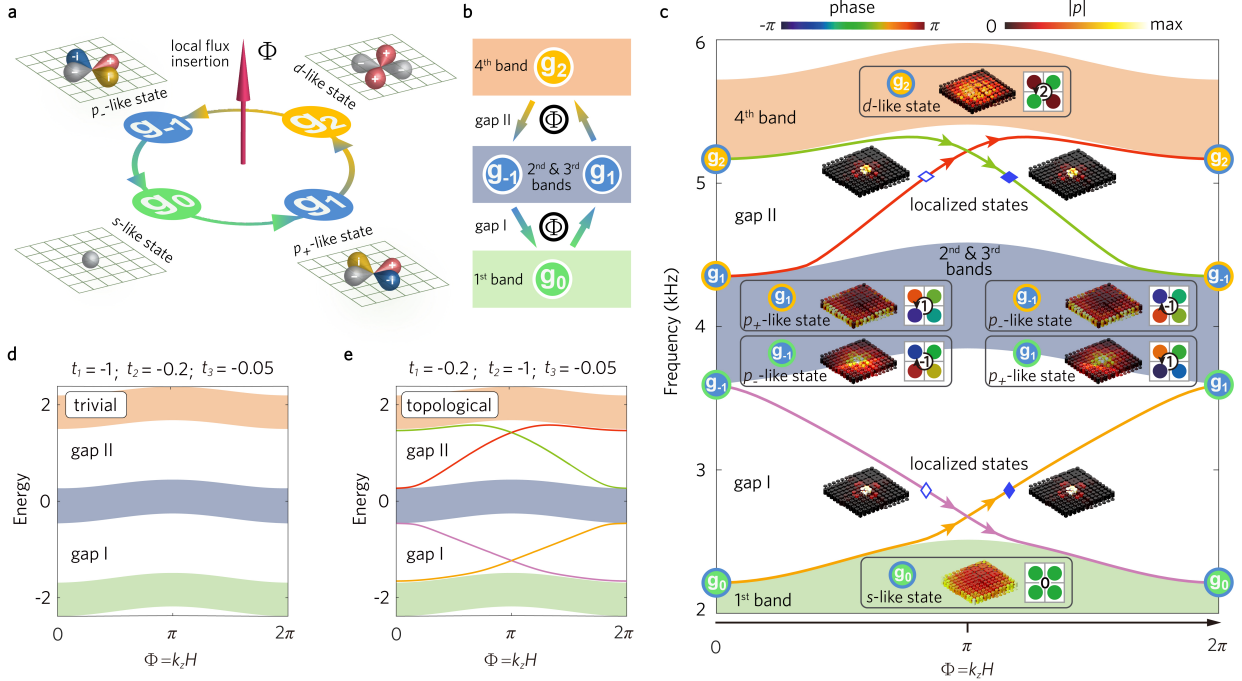 a
local flux
insertion
Φ
-i
+
-
i
p₋-like state
d-like state
-
+
+
-
g₋₁
g₂
g₀
g₁
s-like state
p₊-like state
i
+
-
-i
b
4th band
g₂
gap II
Φ
g₋₁
2nd & 3rd
bands
g₁
gap I
Φ
1st band
g₀
c
phase
-π
π
|p|
0
max
6
5
4
3
2
Frequency (kHz)
4th band
g₂
d-like state
2
g₂
g₂
gap II
localized states
g₁
g₋₁
2nd & 3rd
bands
g₁
p₊-like state
1
g₋₁
p₋-like state
-1
g₋₁
p₋-like state
-1
g₁
p₊-like state
1
g₋₁
g₁
localized states
gap I
g₀
g₀
1st band
g₀
s-like state
0
π
2π
Φ=k_zH
d
t₁ = -1 ; t₂ = -0.2 ; t₃ = -0.05
trivial
gap II
gap I
Energy
2
0
-2
0
π
2π
Φ=k_zH
e
t₁ = -0.2 ; t₂ = -1 ; t₃ = -0.05
topological
gap II
gap I
Energy
2
0
-2
0
π
2π
Φ=k_zH